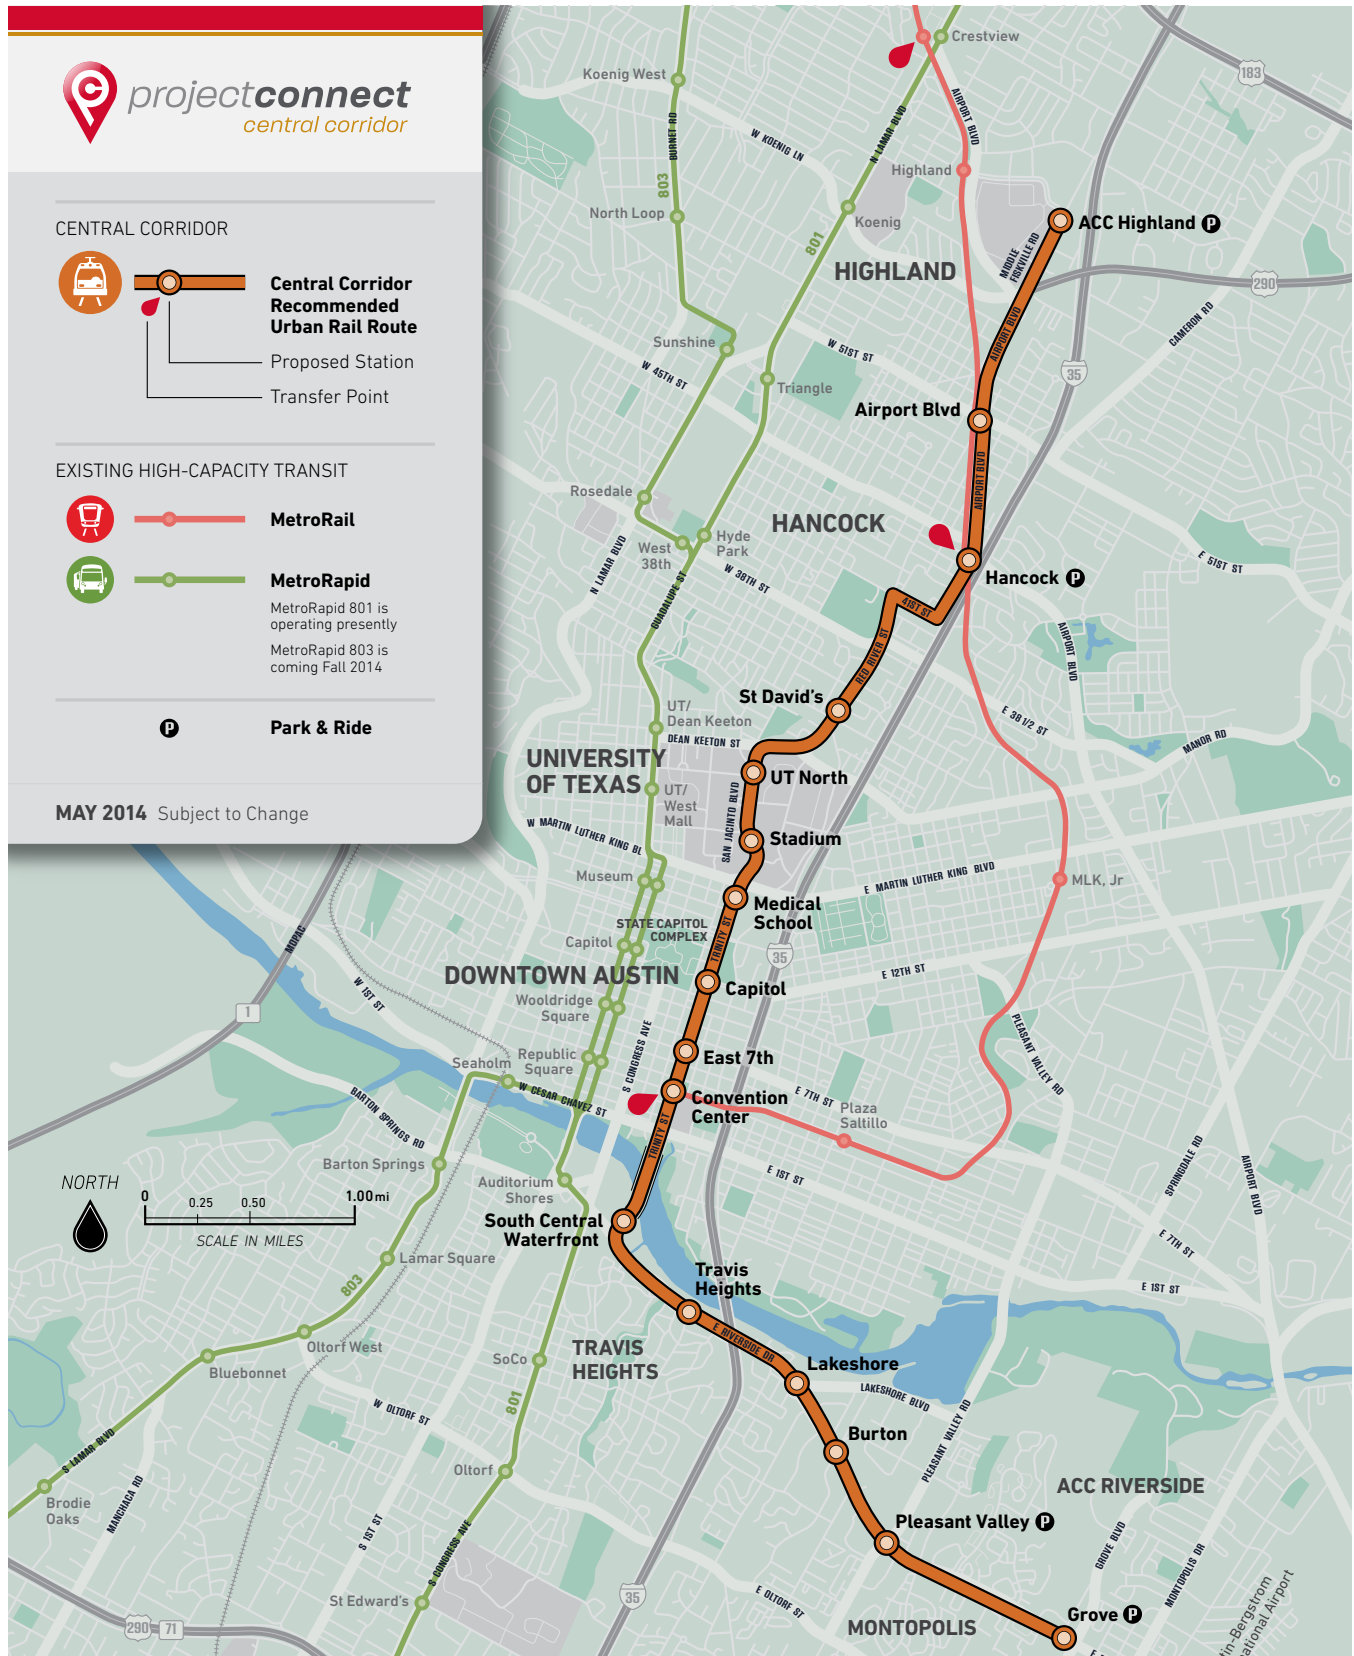 projectconnect
central corridor
CENTRAL CORRIDOR
Central Corridor
Recommended
Urban Rail Route
Proposed Station
Transfer Point
EXISTING HIGH-CAPACITY TRANSIT
MetroRail
MetroRapid
MetroRapid 801 is
operating presently
MetroRapid 803 is
coming Fall 2014
P
Park & Ride
MAY 2014 Subject to Change
Crestview
Koenig West
183
AIRPORT BLVD
BURNET RD
W KOENIG LN
N LAMAR BLVD
Highland
803
North Loop
Koenig
ACC Highland P
801
MIDDLE
FISKVILLE RD
HIGHLAND
290
AIRPORT BLVD
CAMERON RD
Sunshine
W 51ST ST
W 45TH ST
35
Triangle
Airport Blvd
AIRPORT BLVD
Rosedale
HANCOCK
Hyde
Park
West
38th
N LAMAR BLVD
W 38TH ST
GUADALUPE ST
E 51ST ST
Hancock P
41ST ST
RED RIVER ST
AIRPORT BLVD
St David's
UT/
Dean Keeton
DEAN KEETON ST
E 38 1/2 ST
MANOR RD
UNIVERSITY
OF TEXAS
UT North
UT/
West
Mall
SAN JACINTO BLVD
W MARTIN LUTHER KING BL
Stadium
E MARTIN LUTHER KING BLVD
Museum
MLK, Jr
Medical
School
STATE CAPITOL
COMPLEX
TRINITY ST
Capitol
MOPAC
35
DOWNTOWN AUSTIN
E 12TH ST
Capitol
W 1ST ST
Wooldridge
Square
1
S CONGRESS AVE
PLEASANT VALLEY RD
Seaholm
Republic
Square
East 7th
W CESAR CHAVEZ ST
Convention
Center
E 7TH ST
Plaza
Saltillo
BARTON SPRINGS RD
TRINITY ST
Barton Springs
E 1ST ST
SPRINGDALE RD
AIRPORT BLVD
NORTH
0
0.25
0.50
1.00 mi
SCALE IN MILES
Auditorium
Shores
South Central
Waterfront
E 7TH ST
Lamar Square
803
Travis
Heights
E 1ST ST
Oltorf West
E RIVERSIDE DR
TRAVIS
HEIGHTS
SoCo
Bluebonnet
Lakeshore
LAKESHORE BLVD
801
W OLTORF ST
PLEASANT VALLEY RD
Burton
S LAMAR BLVD
Oltorf
ACC RIVERSIDE
Brodie
Oaks
MANCHACA RD
S 1ST ST
Pleasant Valley P
GROVE BLVD
MONTOPOLIS DR
S CONGRESS AVE
St Edward's
35
E OLTORF ST
290
71
MONTOPOLIS
Grove P
tin-Bergstrom
national Airport